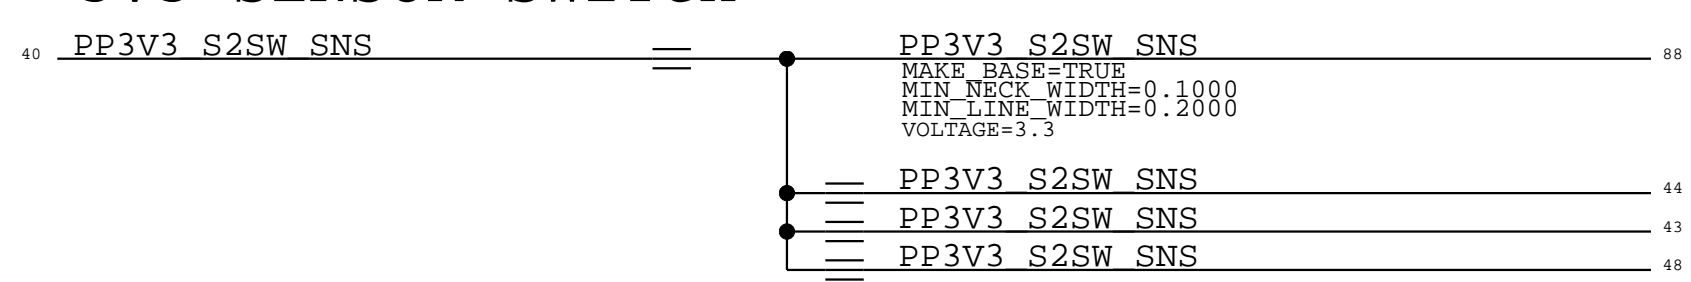 40 PP3V3_S2SW_SNS PP3V3_S2SW_SNS 88
MAKE_BASE=TRUE
MIN_NECK_WIDTH=0.1000
MIN_LINE_WIDTH=0.2000
VOLTAGE=3.3
PP3V3_S2SW_SNS 44
PP3V3_S2SW_SNS 43
PP3V3_S2SW_SNS 48